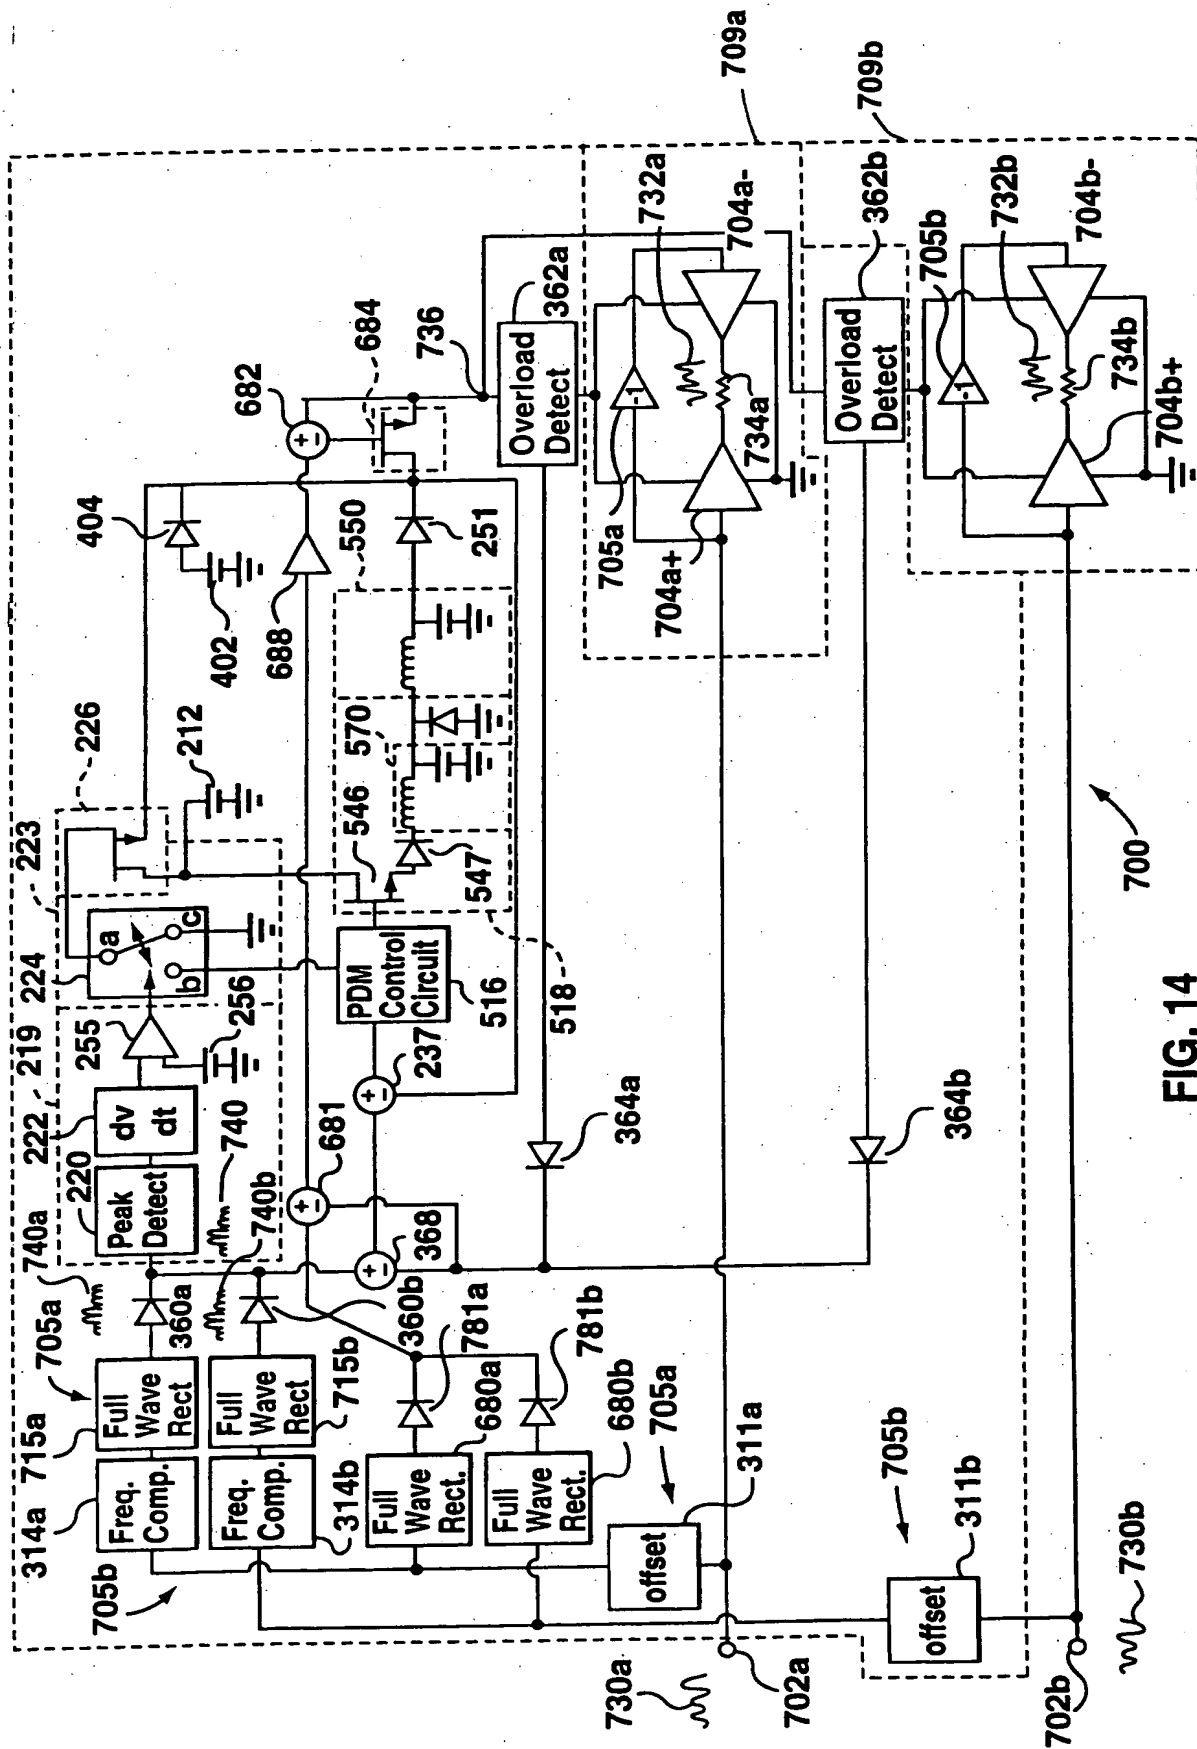 314a
715a
705a
740a
220
222
219
255
224
223
226
Freq.
Comp.
Full
Wave
Rect
360a
Peak
Detect
dv
dt
256
a
b
c
212
402
404
705b
Freq.
Comp.
314b
Full
Wave
Rect.
715b
740
740b
360b
681
+
−
688
682
+
−
684
Full
Wave
Rect.
680a
781a
368
+
−
237
+
−
PDM
Control
Circuit
516
518
546
547
570
550
251
736
Full
Wave
Rect.
680b
781b
364a
Overload
Detect
362a
offset
311a
705a
705a
-1
732a
734a
704a+
704a-
709a
730a
702a
364b
Overload
Detect
362b
709b
offset
311b
705b
705b
-1
732b
734b
704b+
704b-
702b
730b
700
FIG. 14